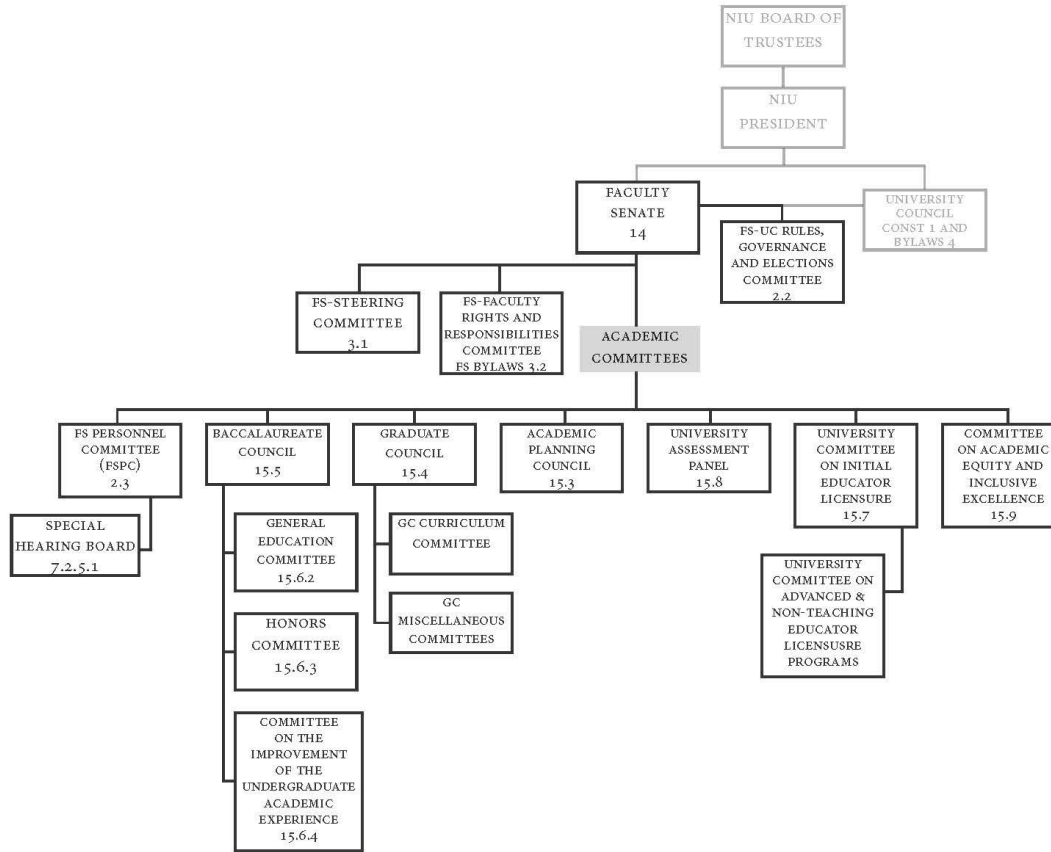 NIU BOARD OF
TRUSTEES
NIU
PRESIDENT
FACULTY
SENATE
14
UNIVERSITY
COUNCIL
CONST 1 AND
BYLAWS 4
FS-UC RULES,
GOVERNANCE
AND ELECTIONS
COMMITTEE
2.2
FS-STEERING
COMMITTEE
3.1
FS-FACULTY
RIGHTS AND
RESPONSIBILITIES
COMMITTEE
FS BYLAWS 3.2
ACADEMIC
COMMITTEES
FS PERSONNEL
COMMITTEE
(FSPC)
2.3
BACCALAUREATE
COUNCIL
15.5
GRADUATE
COUNCIL
15.4
ACADEMIC
PLANNING
COUNCIL
15.3
UNIVERSITY
ASSESSMENT
PANEL
15.8
UNIVERSITY
COMMITTEE
ON INITIAL
EDUCATOR
LICENSURE
15.7
COMMITTEE
ON ACADEMIC
EQUITY AND
INCLUSIVE
EXCELLENCE
15.9
SPECIAL
HEARING BOARD
7.2.5.1
GENERAL
EDUCATION
COMMITTEE
15.6.2
GC CURRICULUM
COMMITTEE
UNIVERSITY
COMMITTEE ON
ADVANCED &
NON-TEACHING
EDUCATOR
LICENSUSRE
PROGRAMS
HONORS
COMMITTEE
15.6.3
GC
MISCELLANEOUS
COMMITTEES
COMMITTEE
ON THE
IMPROVEMENT
OF THE
UNDERGRADUATE
ACADEMIC
EXPERIENCE
15.6.4